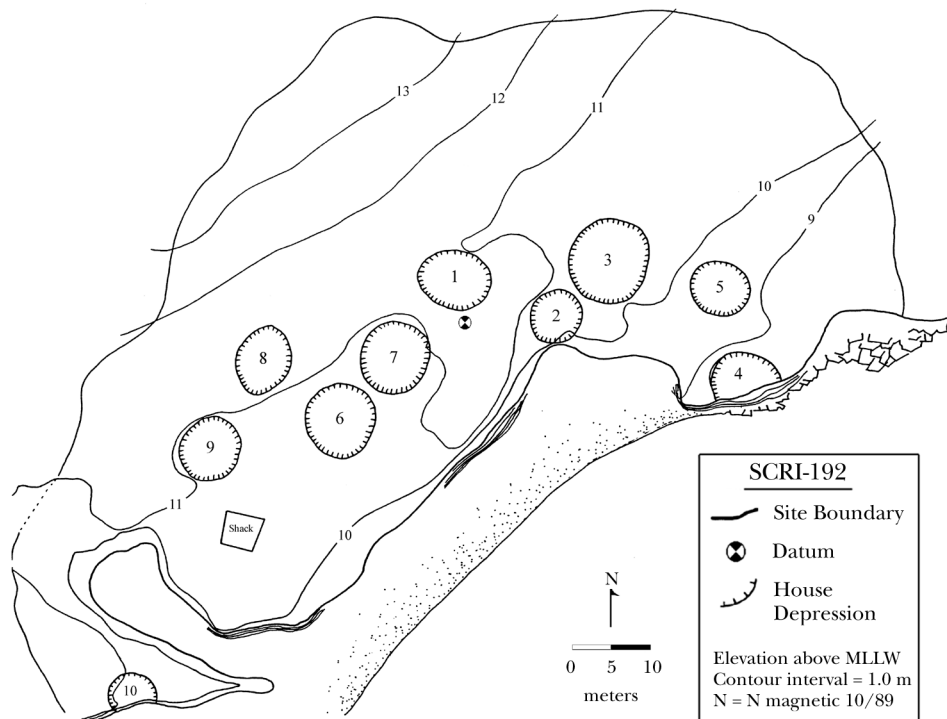 13
12
11
10
9
1
3
5
2
8
7
4
6
9
11
Shack
10
10
N
0 5 10
meters
SCRI-192
Site Boundary
Datum
House
Depression
Elevation above MLLW
Contour interval = 1.0 m
N = N magnetic 10/89